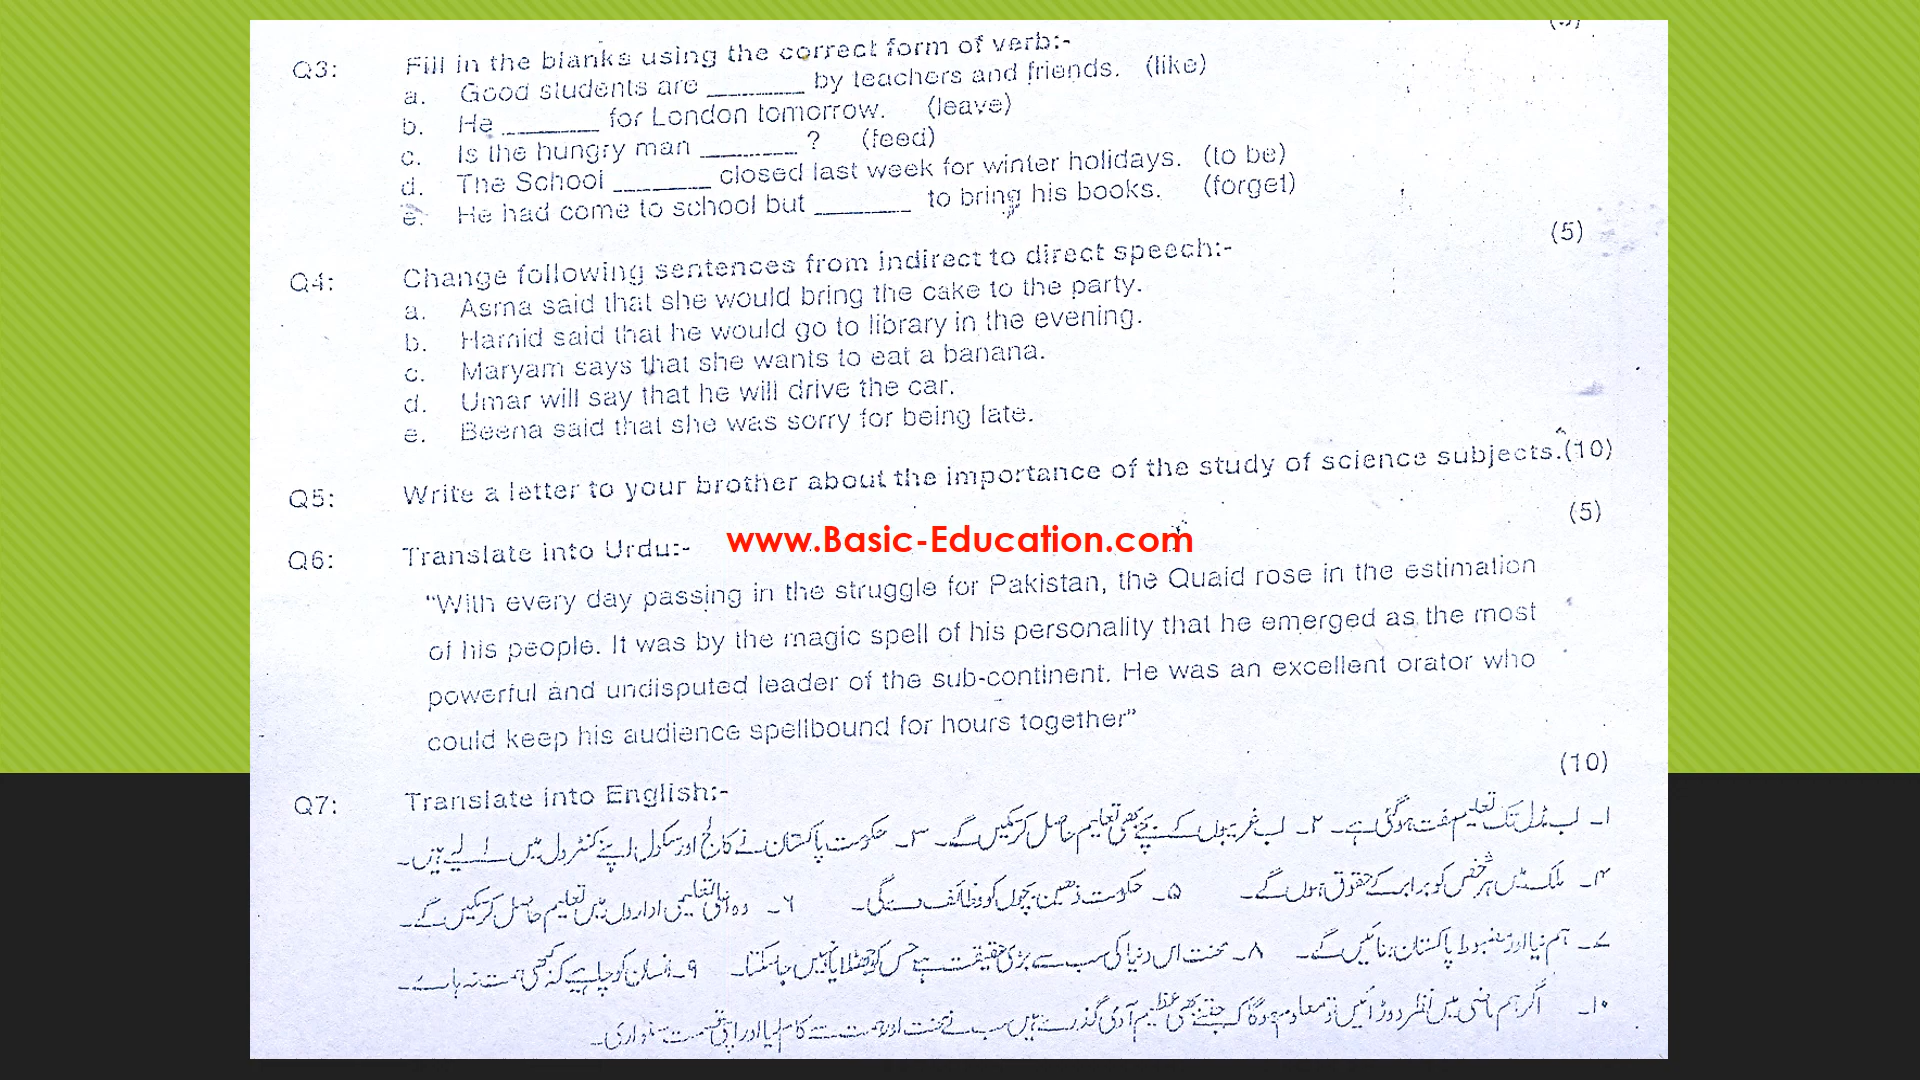 Q3: Fill in the blanks using the correct form of verb:-
a. Good students are ________ by teachers and friends. (like)
b. He ________ for London tomorrow. (leave)
c. Is the hungry man ________ ? (feed)
d. The School ________ closed last week for winter holidays. (to be)
e. He had come to school but ________ to bring his books. (forget)
(5)
Q4: Change following sentences from indirect to direct speech:-
a. Asma said that she would bring the cake to the party.
b. Hamid said that he would go to library in the evening.
c. Maryam says that she wants to eat a banana.
d. Umar will say that he will drive the car.
e. Beena said that she was sorry for being late.
Q5: Write a letter to your brother about the importance of the study of science subjects.(10)
(5)
Q6: Translate into Urdu:-
www.Basic-Education.com
"With every day passing in the struggle for Pakistan, the Quaid rose in the estimation
of his people. It was by the magic spell of his personality that he emerged as the most
powerful and undisputed leader of the sub-continent. He was an excellent orator who
could keep his audience spellbound for hours together"
(10)
Q7: Translate into English:-
۱۔ اب مڈل تک تعلیم مفت ہو گئی ہے۔ ۲۔ اب غریبوں کے بچے بھی تعلیم حاصل کر سکیں گے۔ ۳۔ حکومت پاکستان نے کالج اور سکول اپنے کنٹرول میں لے لیے ہیں۔
۴۔ ملک میں ہر شخص کو برابر کے حقوق ہوں گے۔ ۵۔ حکومت ذہین بچوں کو وظائف دے گی۔ ۶۔ وہ اعلیٰ تعلیمی اداروں میں تعلیم حاصل کر سکیں گے۔
۷۔ ہم نیا اور مضبوط پاکستان بنائیں گے۔ ۸۔ محنت اس دنیا کی سب سے بڑی حقیقت ہے جس کو جھٹلایا نہیں جا سکتا۔ ۹۔ انسان کو چاہیے کہ کبھی ہمت نہ ہارے۔
۱۰۔ اگر ہم ماضی میں نظر دوڑائیں تو معلوم ہو گا کہ جتنے بھی عظیم آدمی گذرے ہیں سب نے محنت اور ہمت سے کام لیا اور اپنی قسمت سنواری۔